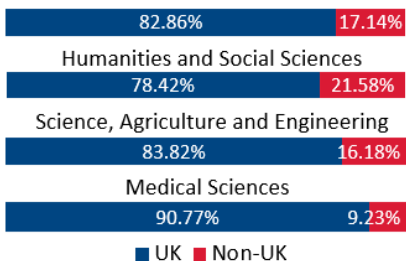 82.86% 17.14%
Humanities and Social Sciences
78.42% 21.58%
Science, Agriculture and Engineering
83.82% 16.18%
Medical Sciences
90.77% 9.23%
UK Non-UK